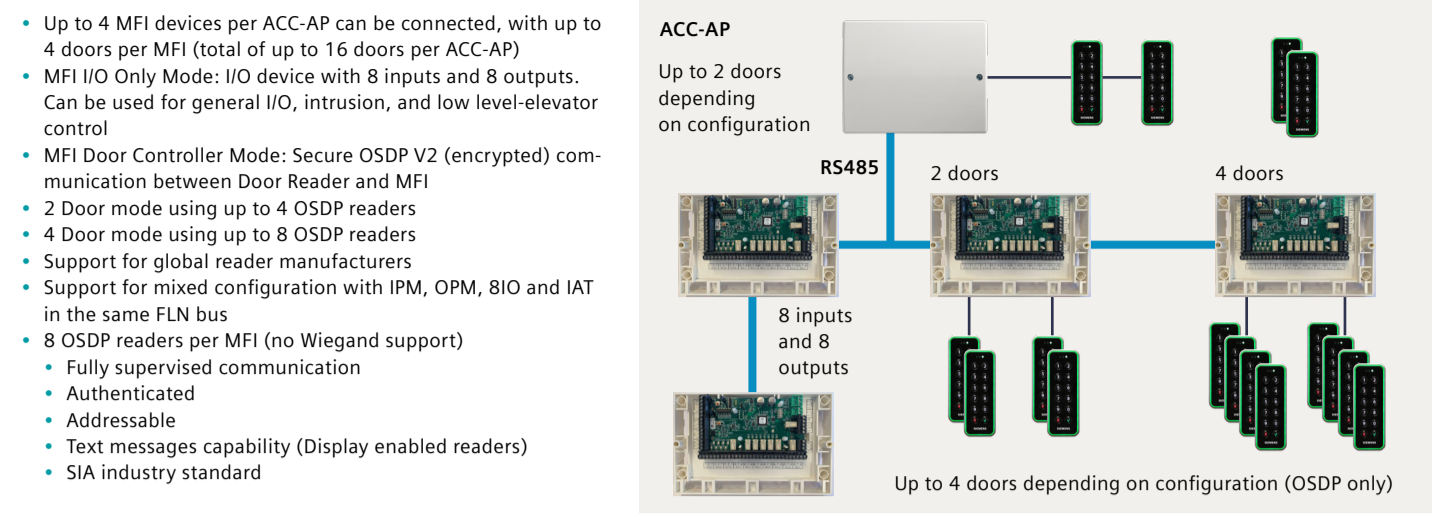 • Up to 4 MFI devices per ACC-AP can be connected, with up to
4 doors per MFI (total of up to 16 doors per ACC-AP)
• MFI I/O Only Mode: I/O device with 8 inputs and 8 outputs.
Can be used for general I/O, intrusion, and low level-elevator
control
• MFI Door Controller Mode: Secure OSDP V2 (encrypted) com-
munication between Door Reader and MFI
• 2 Door mode using up to 4 OSDP readers
• 4 Door mode using up to 8 OSDP readers
• Support for global reader manufacturers
• Support for mixed configuration with IPM, OPM, 8IO and IAT
in the same FLN bus
• 8 OSDP readers per MFI (no Wiegand support)
• Fully supervised communication
• Authenticated
• Addressable
• Text messages capability (Display enabled readers)
• SIA industry standard
ACC-AP
Up to 2 doors
depending
on configuration
RS485
2 doors
4 doors
8 inputs
and 8
outputs
Up to 4 doors depending on configuration (OSDP only)